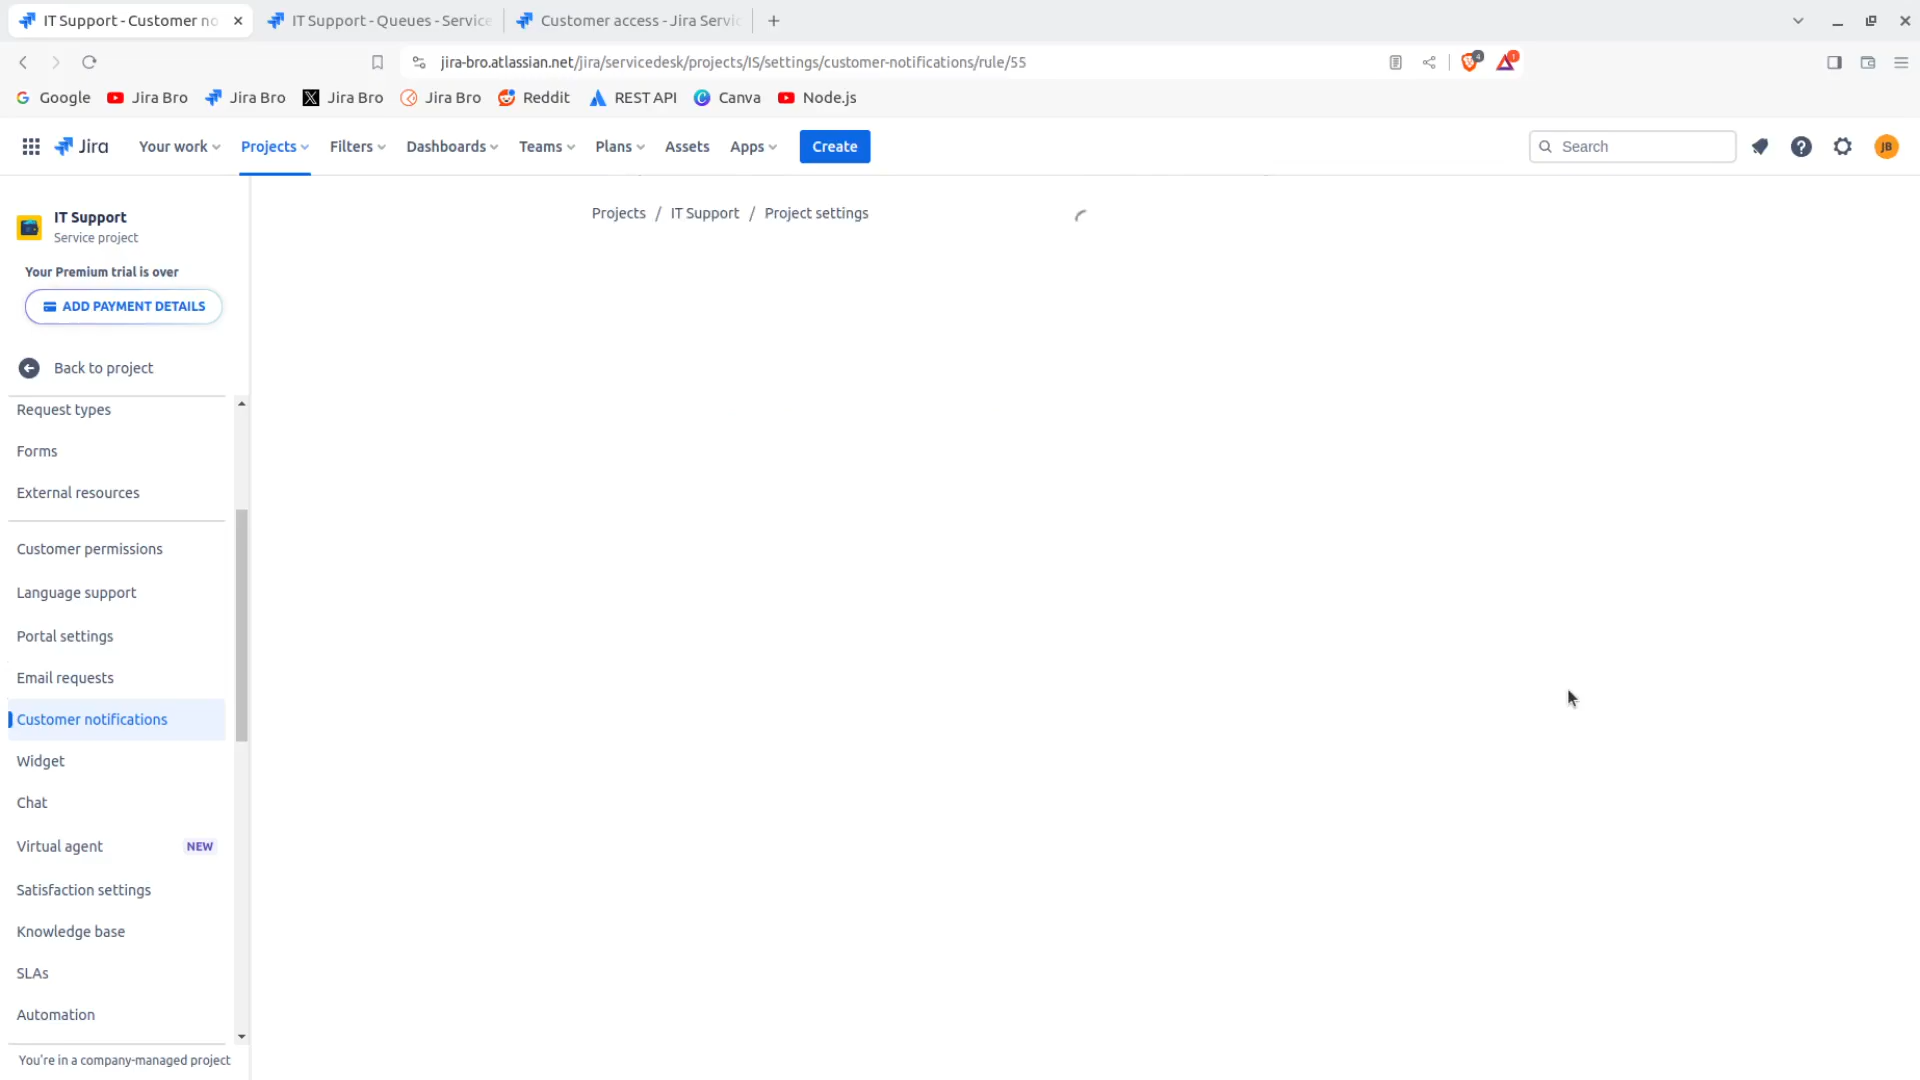 IT Support - Customer no
IT Support - Queues - Service
Customer access - Jira Servi
jira-bro.atlassian.net/jira/servicedesk/projects/IS/settings/customer-notifications/rule/55
4
1
Google
Jira Bro
Jira Bro
Jira Bro
Jira Bro
Reddit
REST API
Canva
Node.js
Jira
Your work
Projects
Filters
Dashboards
Teams
Plans
Assets
Apps
Create
Search
JB
IT Support
Service project
Your Premium trial is over
ADD PAYMENT DETAILS
Back to project
Projects / IT Support / Project settings
Request types
Forms
External resources
Customer permissions
Language support
Portal settings
Email requests
Customer notifications
Widget
Chat
Virtual agent NEW
Satisfaction settings
Knowledge base
SLAs
Automation
You're in a company-managed project